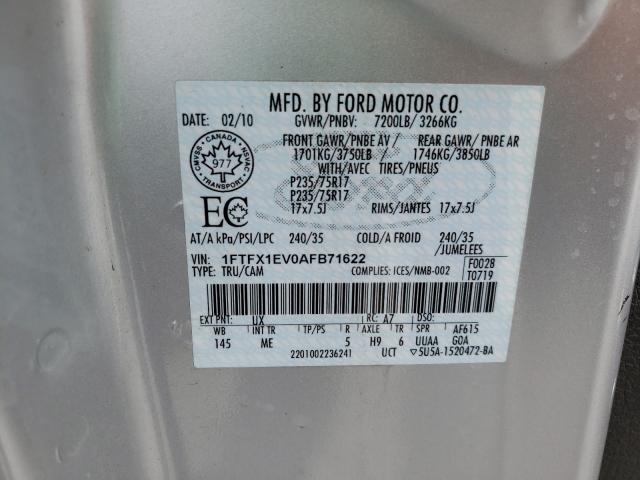 MFD. BY FORD MOTOR CO.
DATE: 02/10 GVWR/PNBV: 7200LB/ 3266KG
FRONT GAWR/PNBE AV / REAR GAWR/ PNBE AR
1701KG/3750LB 1746KG/3850LB
WITH/AVEC TIRES/PNEUS
CMVSS CANADA NSVAC
977
TRANSPORT
P235/75R17
P235/75R17
17x7.5J RIMS/JANTES 17x7.5J
EC
AT/A kPa/PSI/LPC 240/35 COLD/A FROID 240/35
/JUMELEES
VIN: 1FTFX1EV0AFB71622 F0028
TYPE: TRU/CAM COMPLIES: ICES/NMB-002 T0719
EXT PNT: UX RC: A7 DSO:
WB INT TR TP/PS R AXLE TR SPR AF615
145 ME 5 H9 6 UUAA GOA
2201002236241 UCT ▽5U5A-1520472-BA